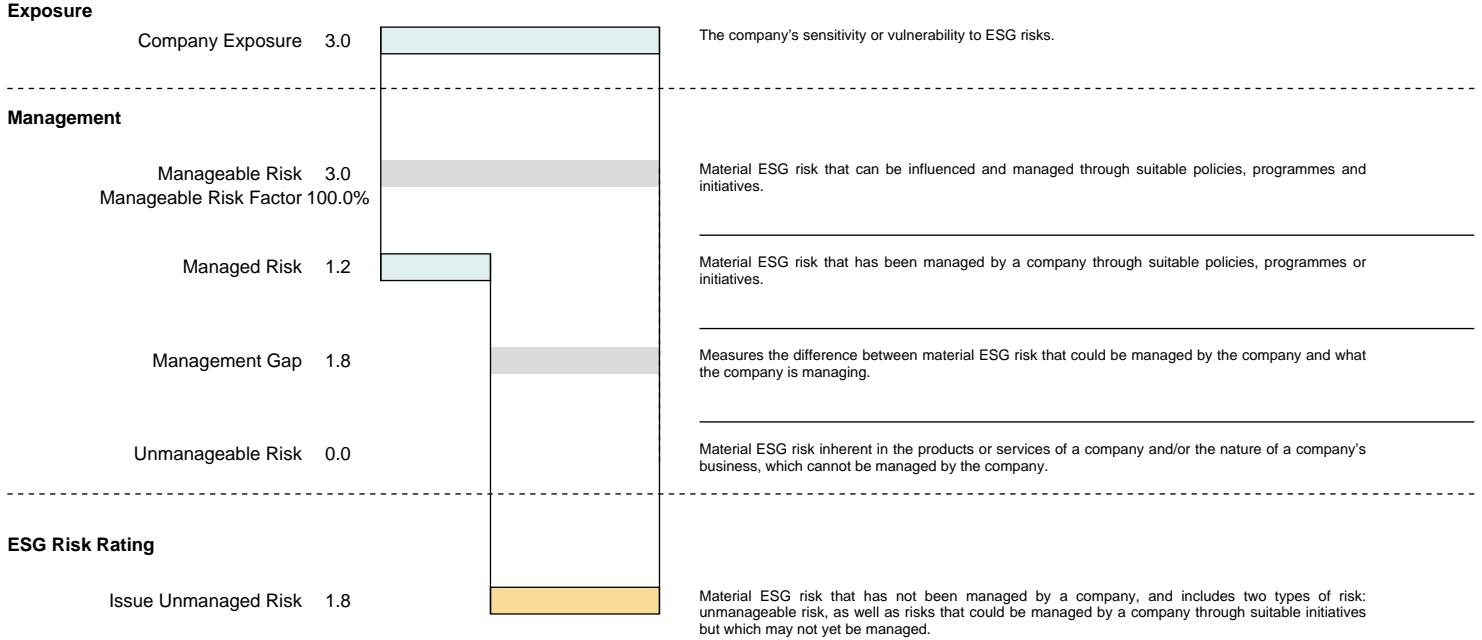 Exposure
Company Exposure 3.0
The company’s sensitivity or vulnerability to ESG risks.
Management
Manageable Risk 3.0
Manageable Risk Factor 100.0%
Material ESG risk that can be influenced and managed through suitable policies, programmes and
initiatives.
Managed Risk 1.2
Material ESG risk that has been managed by a company through suitable policies, programmes or
initiatives.
Management Gap 1.8
Measures the difference between material ESG risk that could be managed by the company and what
the company is managing.
Unmanageable Risk 0.0
Material ESG risk inherent in the products or services of a company and/or the nature of a company’s
business, which cannot be managed by the company.
ESG Risk Rating
Issue Unmanaged Risk 1.8
Material ESG risk that has not been managed by a company, and includes two types of risk:
unmanageable risk, as well as risks that could be managed by a company through suitable initiatives
but which may not yet be managed.